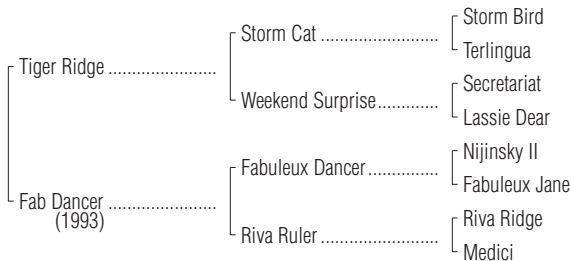 Storm Bird
Storm Cat ..........................
Terlingua
Tiger Ridge ........................
Secretariat
Weekend Surprise.............
Lassie Dear
Nijinsky II
Fabuleux Dancer...............
Fabuleux Jane
Fab Dancer ........................
(1993)
Riva Ridge
Riva Ruler ..........................
Medici